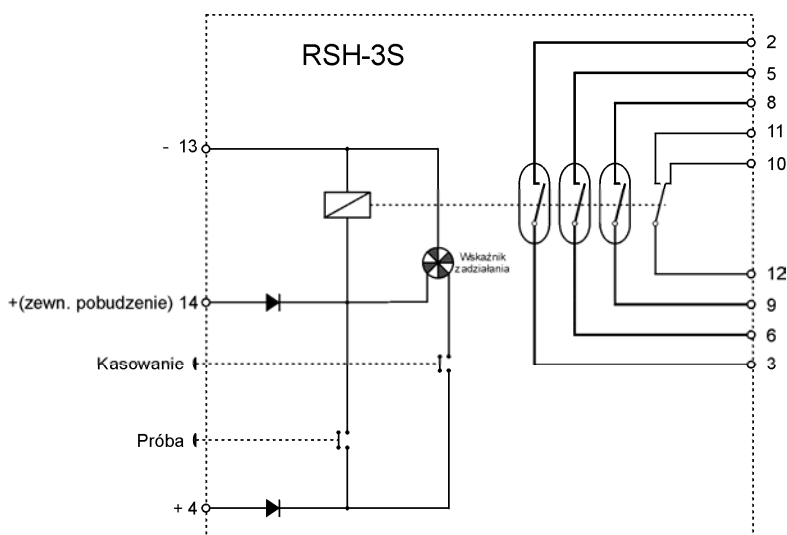 RSH-3S
2
5
8
11
10
- 13
Wskaźnik
zadziałania
12
+(zewn. pobudzenie) 14
9
6
Kasowanie
3
Próba
+ 4